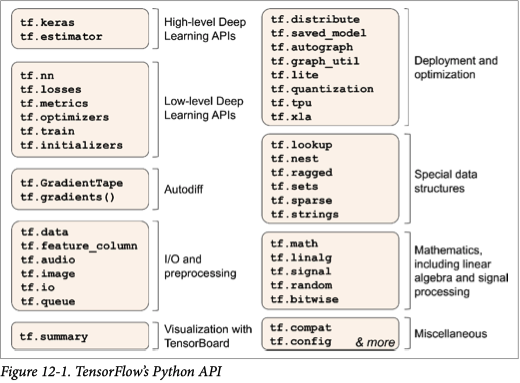 tf.keras
tf.estimator
High-level Deep
Learning APIs
tf.nn
tf.losses
tf.metrics
tf.optimizers
tf.train
tf.initializers
Low-level Deep
Learning APIs
tf.GradientTape
tf.gradients()
Autodiff
tf.data
tf.feature_column
tf.audio
tf.image
tf.io
tf.queue
I/O and
preprocessing
tf.summary
Visualization with
TensorBoard
tf.distribute
tf.saved_model
tf.autograph
tf.graph_util
tf.lite
tf.quantization
tf.tpu
tf.xla
Deployment and
optimization
tf.lookup
tf.nest
tf.ragged
tf.sets
tf.sparse
tf.strings
Special data
structures
tf.math
tf.linalg
tf.signal
tf.random
tf.bitwise
Mathematics,
including linear
algebra and signal
processing
tf.compat
tf.config & more
Miscellaneous
Figure 12-1. TensorFlow's Python API